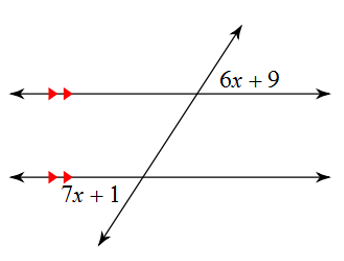 6x + 9
7x + 1